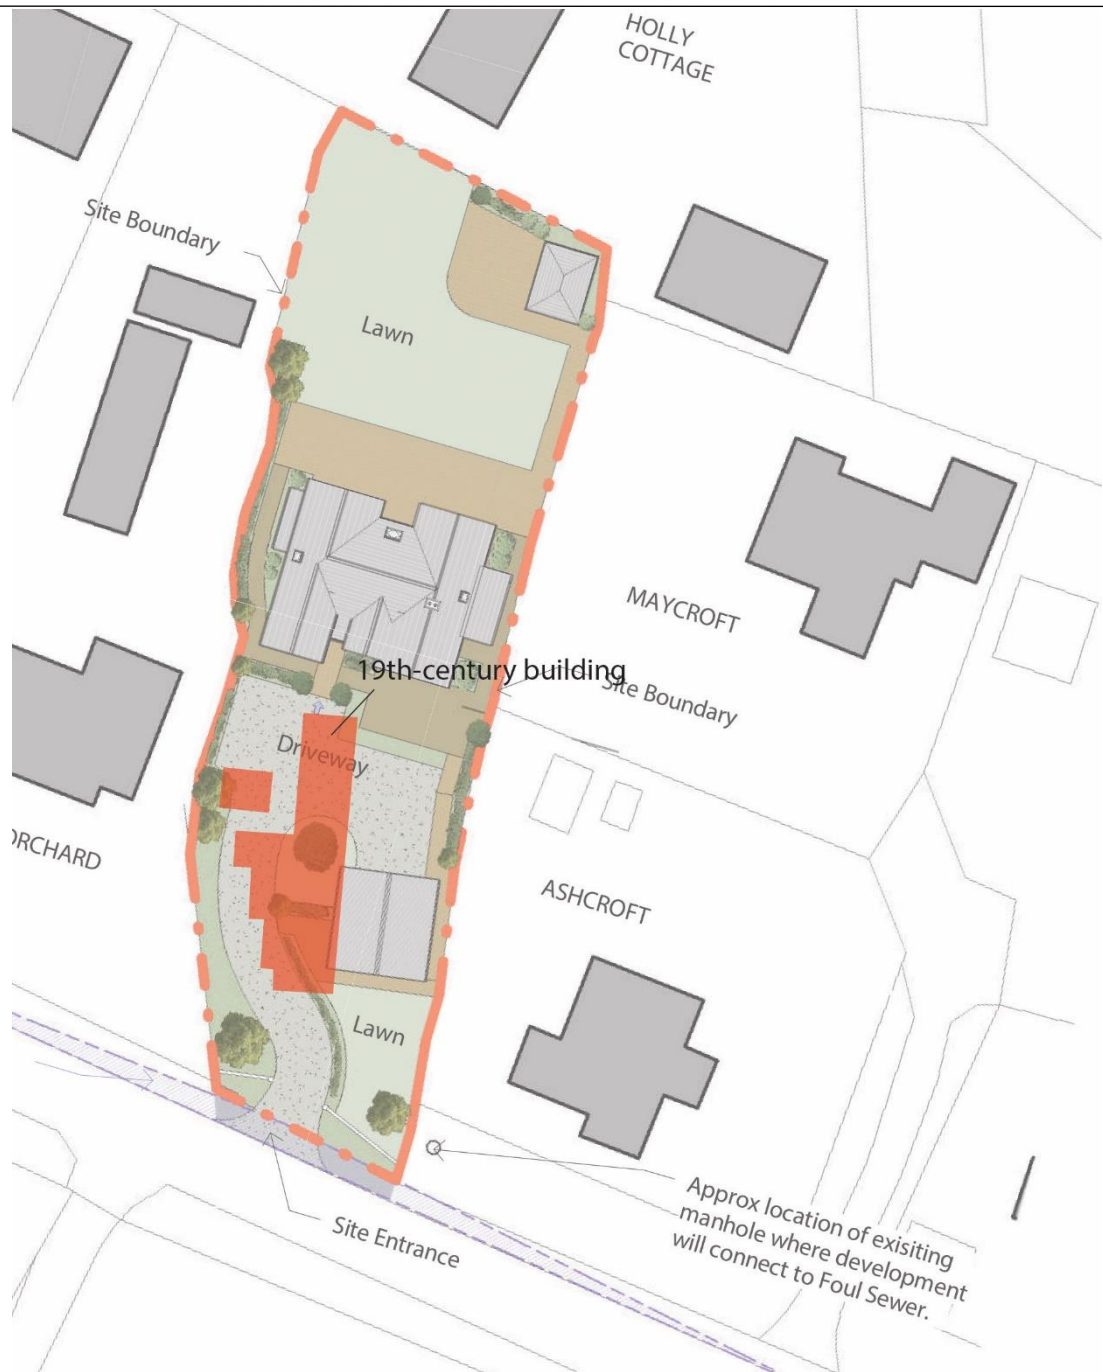 HOLLY
COTTAGE
Site Boundary
Lawn
MAYCROFT
19th-century building
Site Boundary
Driveway
ORCHARD
ASHCROFT
Lawn
Approx location of exisiting
manhole where development
will connect to Foul Sewer.
Site Entrance